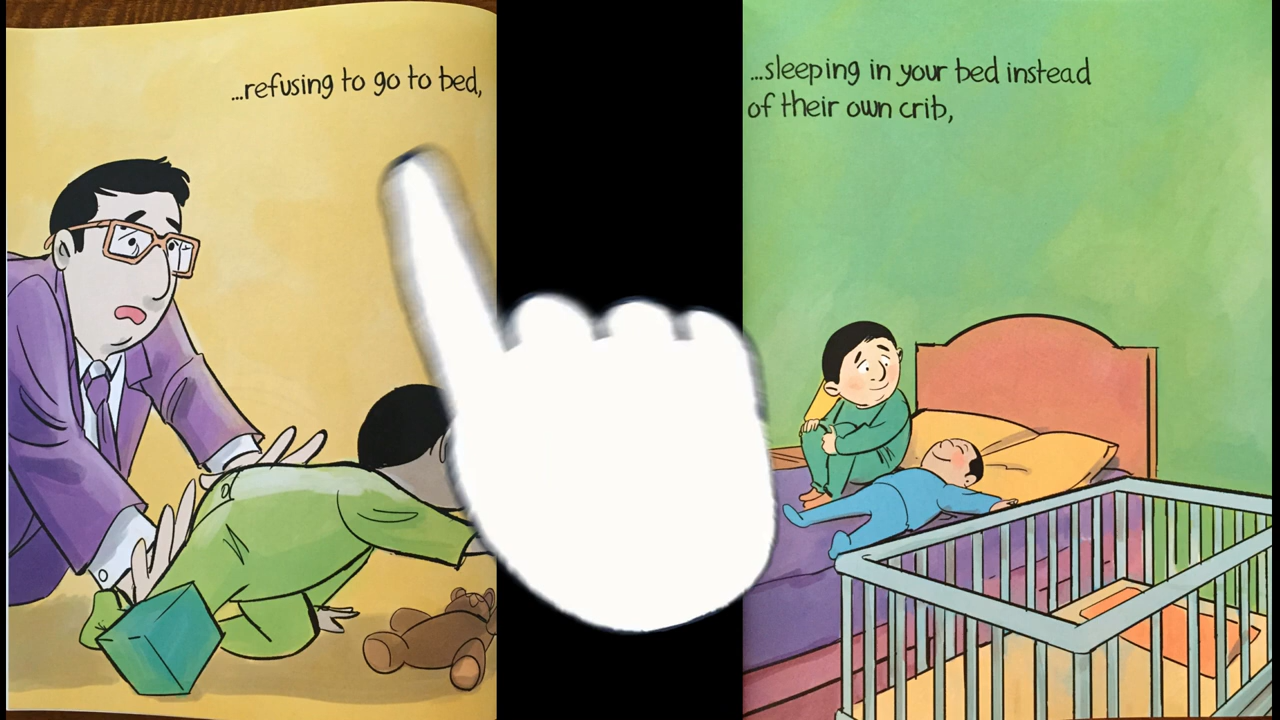 ...refusing to go to bed,
...sleeping in your bed instead
of their own crib,